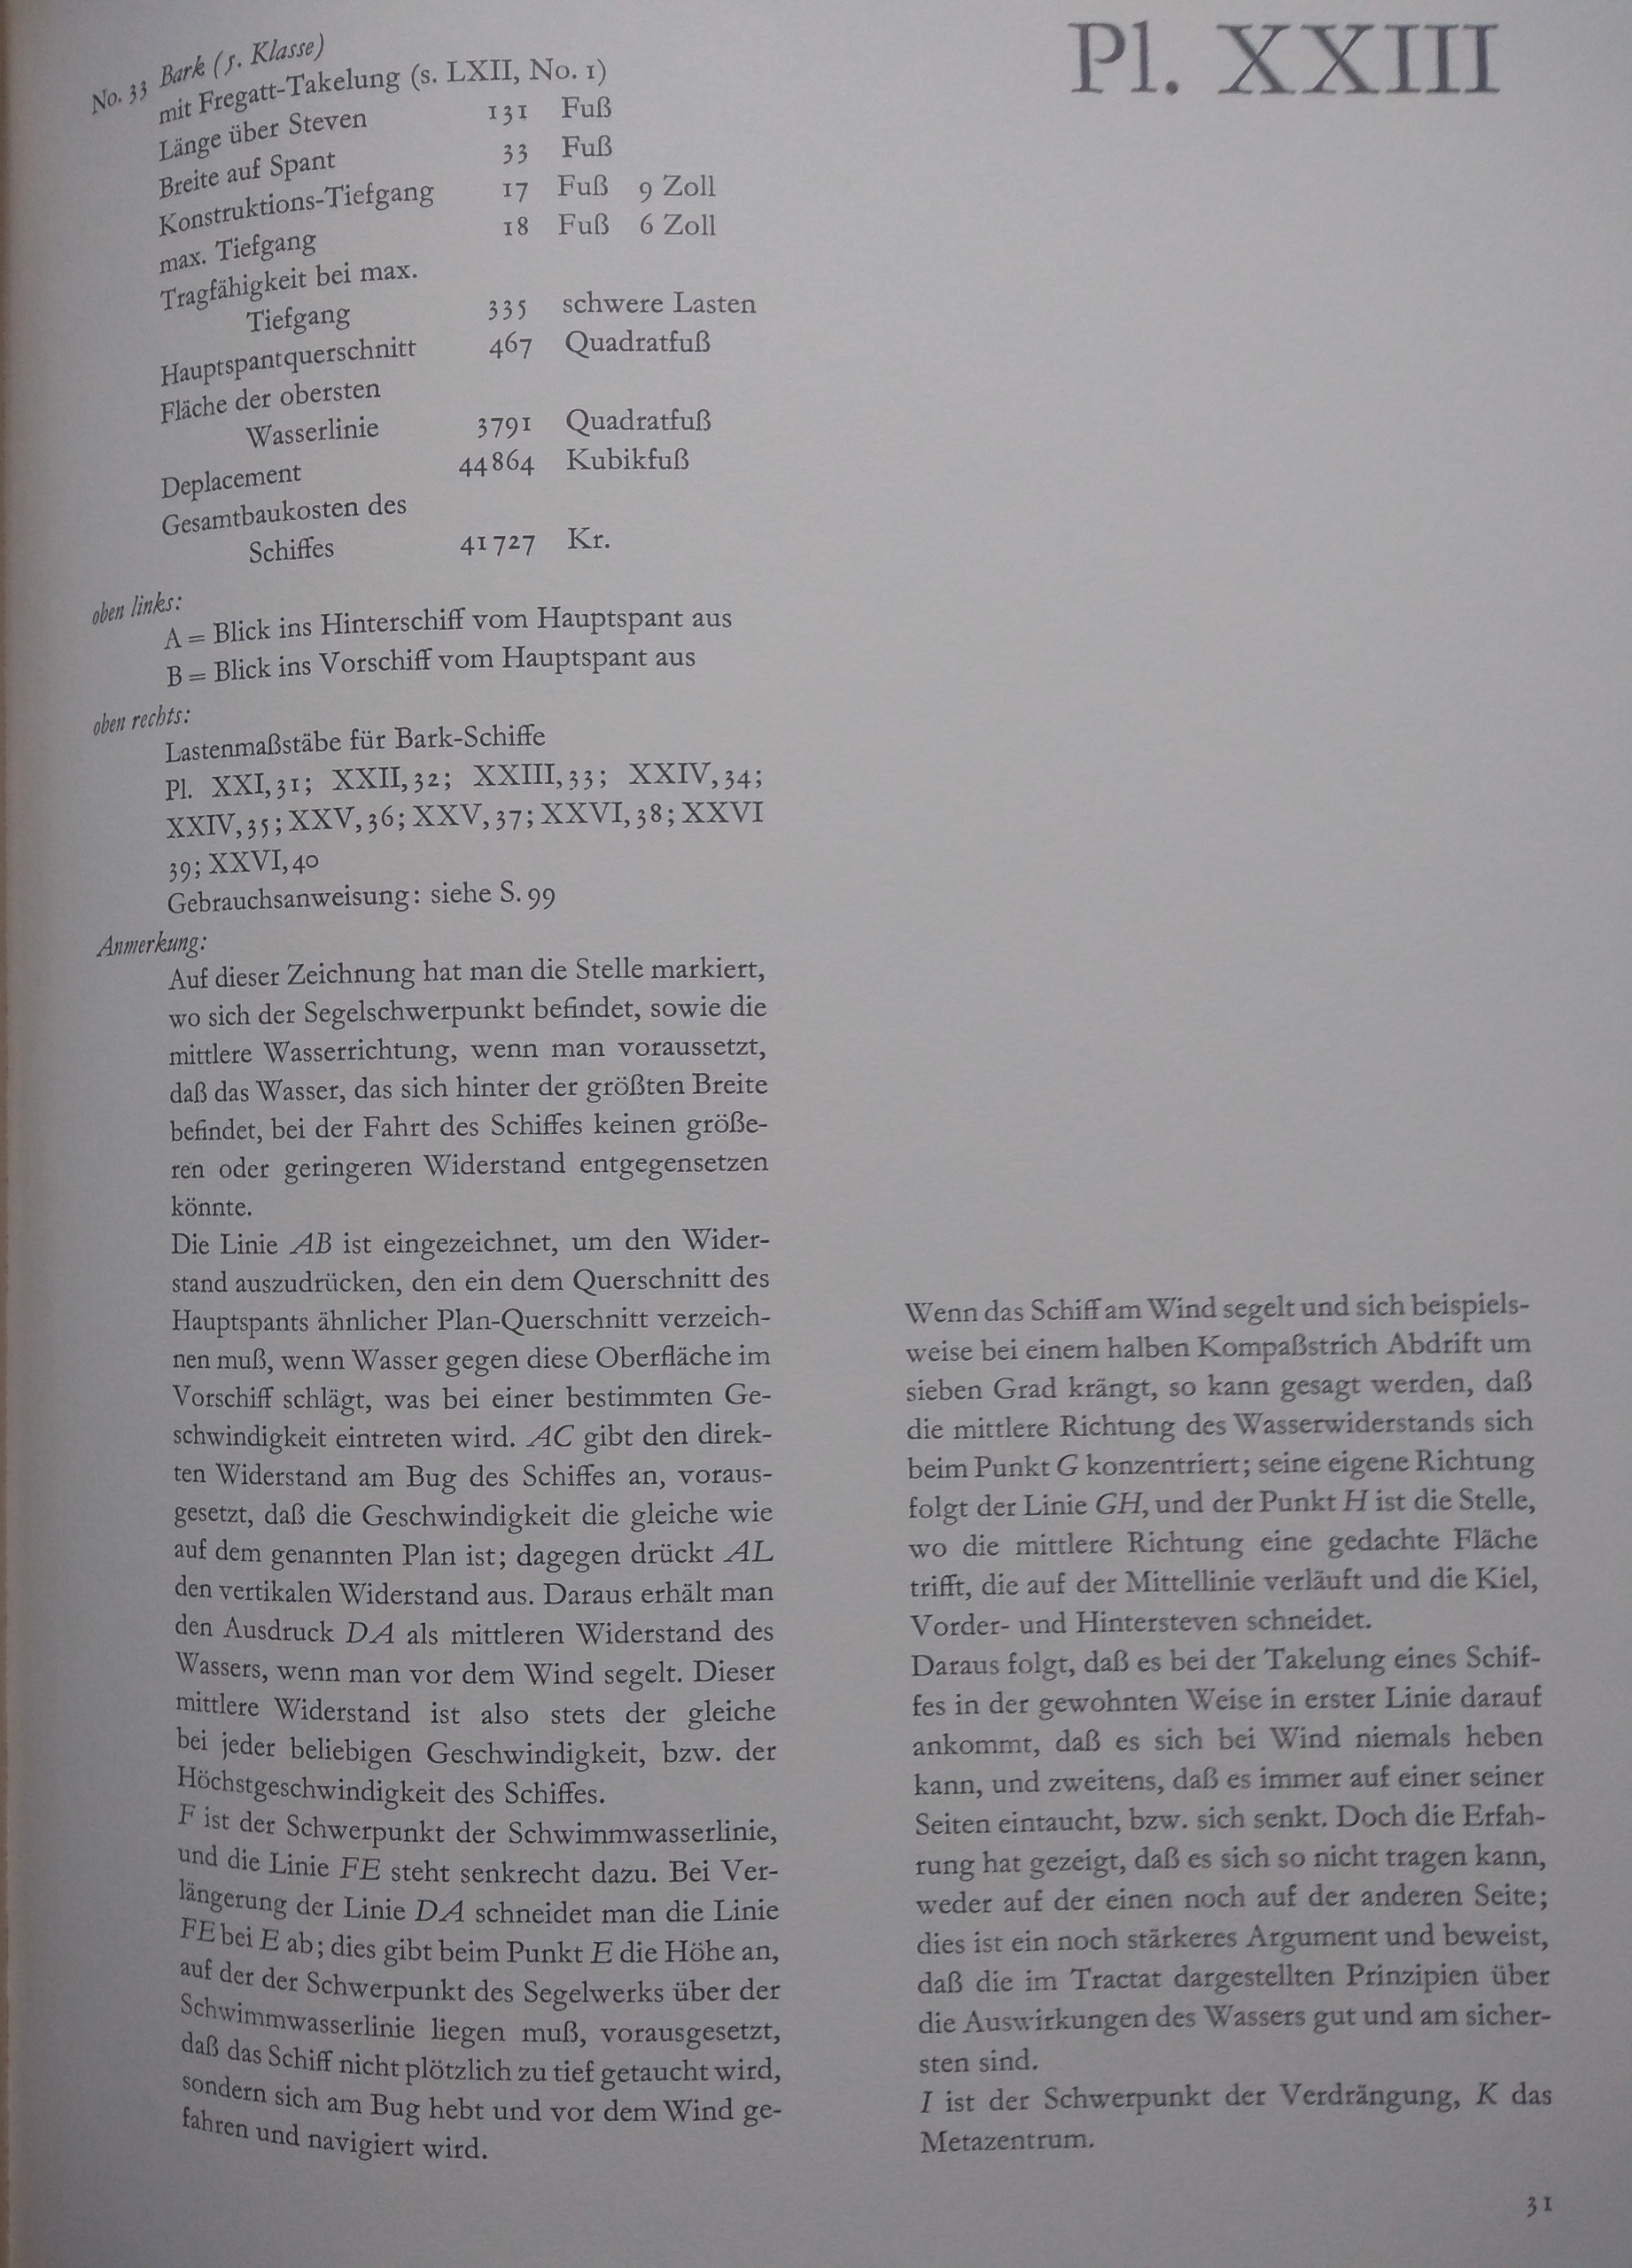 Pl. XXIII
No. 33 Bark (5. Klasse)
mit Fregatt-Takelung (s. LXII, No. 1)
Länge über Steven 131 Fuß
Breite auf Spant 33 Fuß
Konstruktions-Tiefgang 17 Fuß 9 Zoll
max. Tiefgang 18 Fuß 6 Zoll
Tragfähigkeit bei max.
Tiefgang 335 schwere Lasten
Hauptspantquerschnitt 467 Quadratfuß
Fläche der obersten
Wasserlinie 3791 Quadratfuß
Deplacement 44864 Kubikfuß
Gesamtbaukosten des
Schiffes 41727 Kr.
oben links:
A = Blick ins Hinterschiff vom Hauptspant aus
B = Blick ins Vorschiff vom Hauptspant aus
oben rechts:
Lastenmaßstäbe für Bark-Schiffe
Pl. XXI,31; XXII,32; XXIII,33; XXIV,34;
XXIV,35; XXV,36; XXV,37; XXVI,38; XXVI
39; XXVI,40
Gebrauchsanweisung: siehe S. 99
Anmerkung:
Auf dieser Zeichnung hat man die Stelle markiert,
wo sich der Segelschwerpunkt befindet, sowie die
mittlere Wasserrichtung, wenn man voraussetzt,
daß das Wasser, das sich hinter der größten Breite
befindet, bei der Fahrt des Schiffes keinen größe-
ren oder geringeren Widerstand entgegensetzen
könnte.
Die Linie AB ist eingezeichnet, um den Wider-
stand auszudrücken, den ein dem Querschnitt des
Hauptspants ähnlicher Plan-Querschnitt verzeich-
nen muß, wenn Wasser gegen diese Oberfläche im
Vorschiff schlägt, was bei einer bestimmten Ge-
schwindigkeit eintreten wird. AC gibt den direk-
ten Widerstand am Bug des Schiffes an, voraus-
gesetzt, daß die Geschwindigkeit die gleiche wie
auf dem genannten Plan ist; dagegen drückt AL
den vertikalen Widerstand aus. Daraus erhält man
den Ausdruck DA als mittleren Widerstand des
Wassers, wenn man vor dem Wind segelt. Dieser
mittlere Widerstand ist also stets der gleiche
bei jeder beliebigen Geschwindigkeit, bzw. der
Höchstgeschwindigkeit des Schiffes.
F ist der Schwerpunkt der Schwimmwasserlinie,
und die Linie FE steht senkrecht dazu. Bei Ver-
längerung der Linie DA schneidet man die Linie
FE bei E ab; dies gibt beim Punkt E die Höhe an,
auf der der Schwerpunkt des Segelwerks über der
Schwimmwasserlinie liegen muß, vorausgesetzt,
daß das Schiff nicht plötzlich zu tief getaucht wird,
sondern sich am Bug hebt und vor dem Wind ge-
fahren und navigiert wird.
Wenn das Schiff am Wind segelt und sich beispiels-
weise bei einem halben Kompaßstrich Abdrift um
sieben Grad krängt, so kann gesagt werden, daß
die mittlere Richtung des Wasserwiderstands sich
beim Punkt G konzentriert; seine eigene Richtung
folgt der Linie GH, und der Punkt H ist die Stelle,
wo die mittlere Richtung eine gedachte Fläche
trifft, die auf der Mittellinie verläuft und die Kiel,
Vorder- und Hintersteven schneidet.
Daraus folgt, daß es bei der Takelung eines Schif-
fes in der gewohnten Weise in erster Linie darauf
ankommt, daß es sich bei Wind niemals heben
kann, und zweitens, daß es immer auf einer seiner
Seiten eintaucht, bzw. sich senkt. Doch die Erfah-
rung hat gezeigt, daß es sich so nicht tragen kann,
weder auf der einen noch auf der anderen Seite;
dies ist ein noch stärkeres Argument und beweist,
daß die im Tractat dargestellten Prinzipien über
die Auswirkungen des Wassers gut und am sicher-
sten sind.
I ist der Schwerpunkt der Verdrängung, K das
Metazentrum.
31